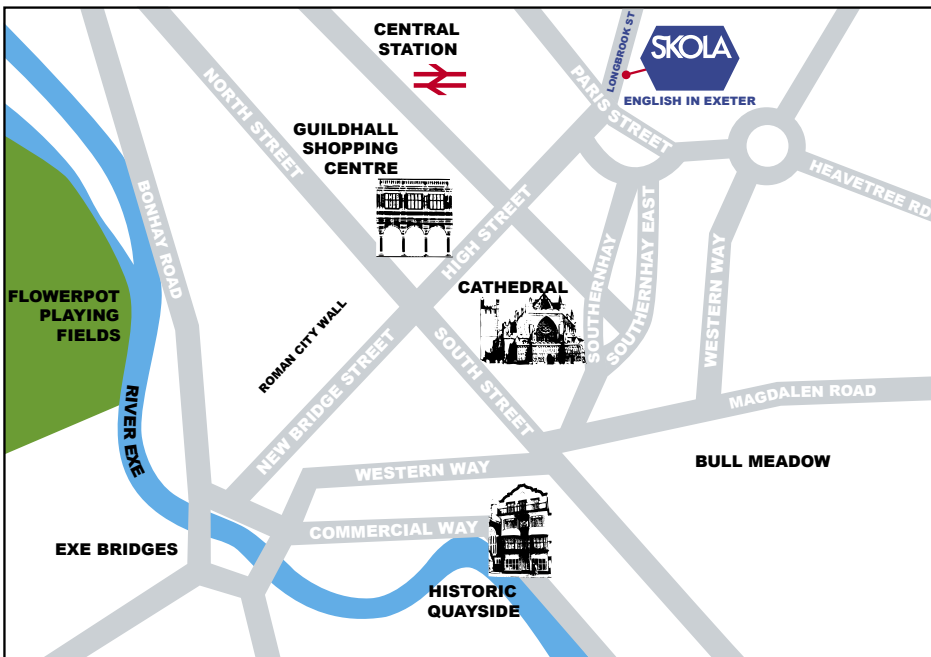 CENTRAL
STATION
LONGBROOK ST
SKOLA
ENGLISH IN EXETER
NORTH STREET
PARIS STREET
GUILDHALL
SHOPPING
CENTRE
HEAVETREE RD
BONHAY ROAD
HIGH STREET
CATHEDRAL
SOUTHERNHAY
SOUTHERNHAY EAST
WESTERN WAY
FLOWERPOT
PLAYING
FIELDS
ROMAN CITY WALL
SOUTH STREET
NEW BRIDGE STREET
MAGDALEN ROAD
RIVER EXE
WESTERN WAY
BULL MEADOW
COMMERCIAL WAY
EXE BRIDGES
HISTORIC
QUAYSIDE